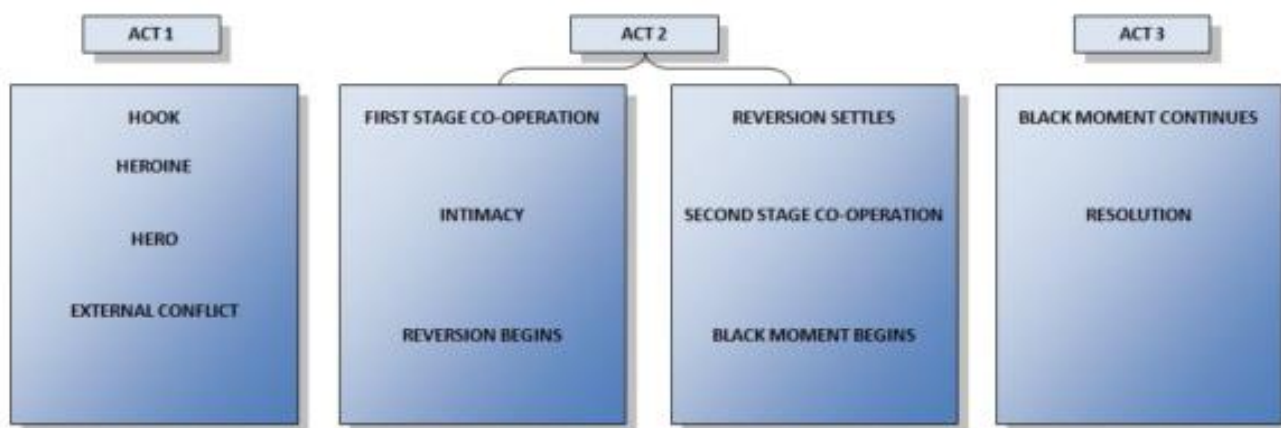 ACT 1
HOOK
HEROINE
HERO
EXTERNAL CONFLICT
ACT 2
FIRST STAGE CO-OPERATION
INTIMACY
REVERSION BEGINS
REVERSION SETTLES
SECOND STAGE CO-OPERATION
BLACK MOMENT BEGINS
ACT 3
BLACK MOMENT CONTINUES
RESOLUTION